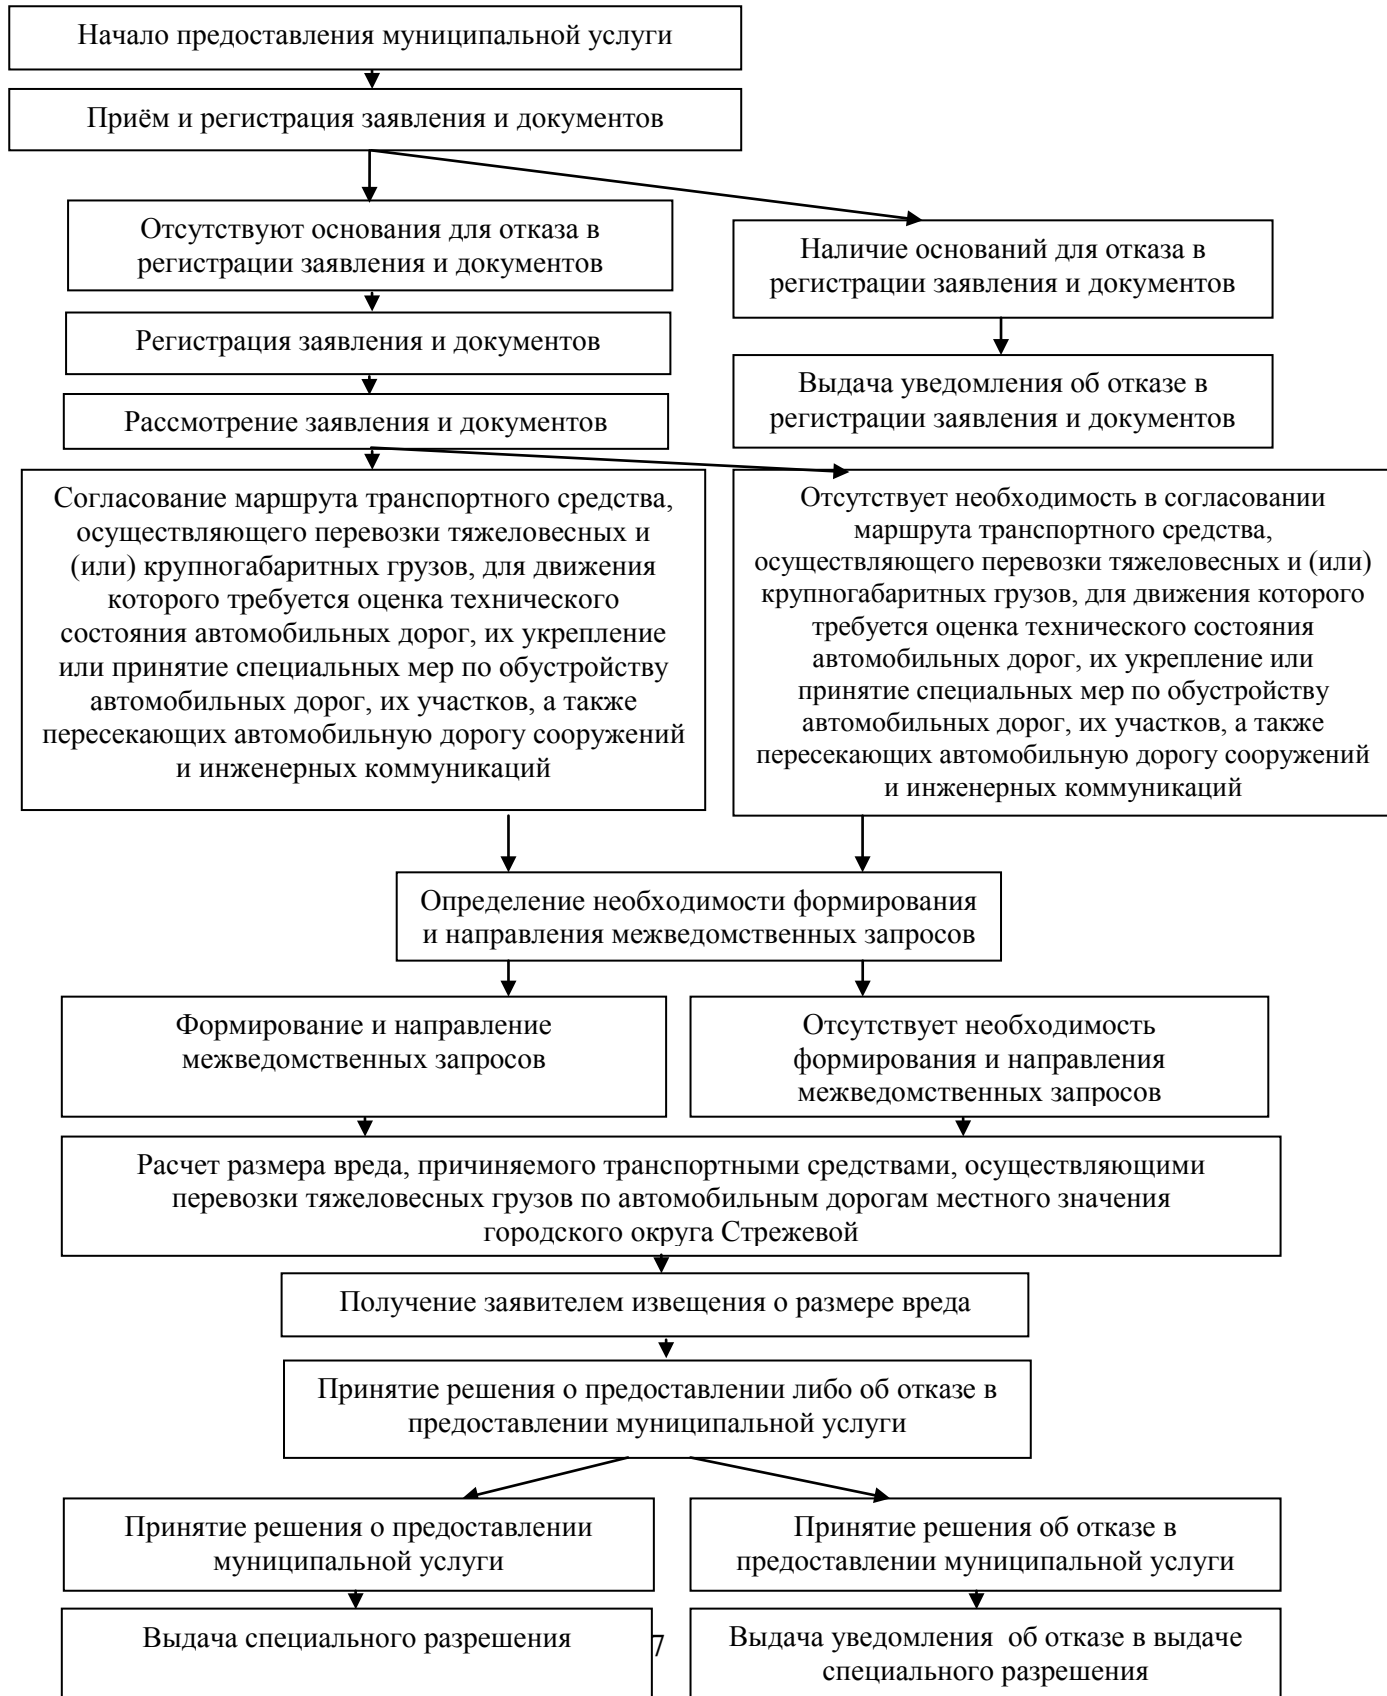 Начало предоставления муниципальной услуги
Приём и регистрация заявления и документов
Отсутствуют основания для отказа в
регистрации заявления и документов
Наличие оснований для отказа в
регистрации заявления и документов
Регистрация заявления и документов
Выдача уведомления об отказе в
регистрации заявления и документов
Рассмотрение заявления и документов
Согласование маршрута транспортного средства,
осуществляющего перевозки тяжеловесных и
(или) крупногабаритных грузов, для движения
которого требуется оценка технического
состояния автомобильных дорог, их укрепление
или принятие специальных мер по обустройству
автомобильных дорог, их участков, а также
пересекающих автомобильную дорогу сооружений
и инженерных коммуникаций
Отсутствует необходимость в согласовании
маршрута транспортного средства,
осуществляющего перевозки тяжеловесных и (или)
крупногабаритных грузов, для движения которого
требуется оценка технического состояния
автомобильных дорог, их укрепление или
принятие специальных мер по обустройству
автомобильных дорог, их участков, а также
пересекающих автомобильную дорогу сооружений
и инженерных коммуникаций
Определение необходимости формирования
и направления межведомственных запросов
Формирование и направление
межведомственных запросов
Отсутствует необходимость
формирования и направления
межведомственных запросов
Расчет размера вреда, причиняемого транспортными средствами, осуществляющими
перевозки тяжеловесных грузов по автомобильным дорогам местного значения
городского округа Стрежевой
Получение заявителем извещения о размере вреда
Принятие решения о предоставлении либо об отказе в
предоставлении муниципальной услуги
Принятие решения о предоставлении
муниципальной услуги
Принятие решения об отказе в
предоставлении муниципальной услуги
Выдача специального разрешения
7
Выдача уведомления об отказе в выдаче
специального разрешения